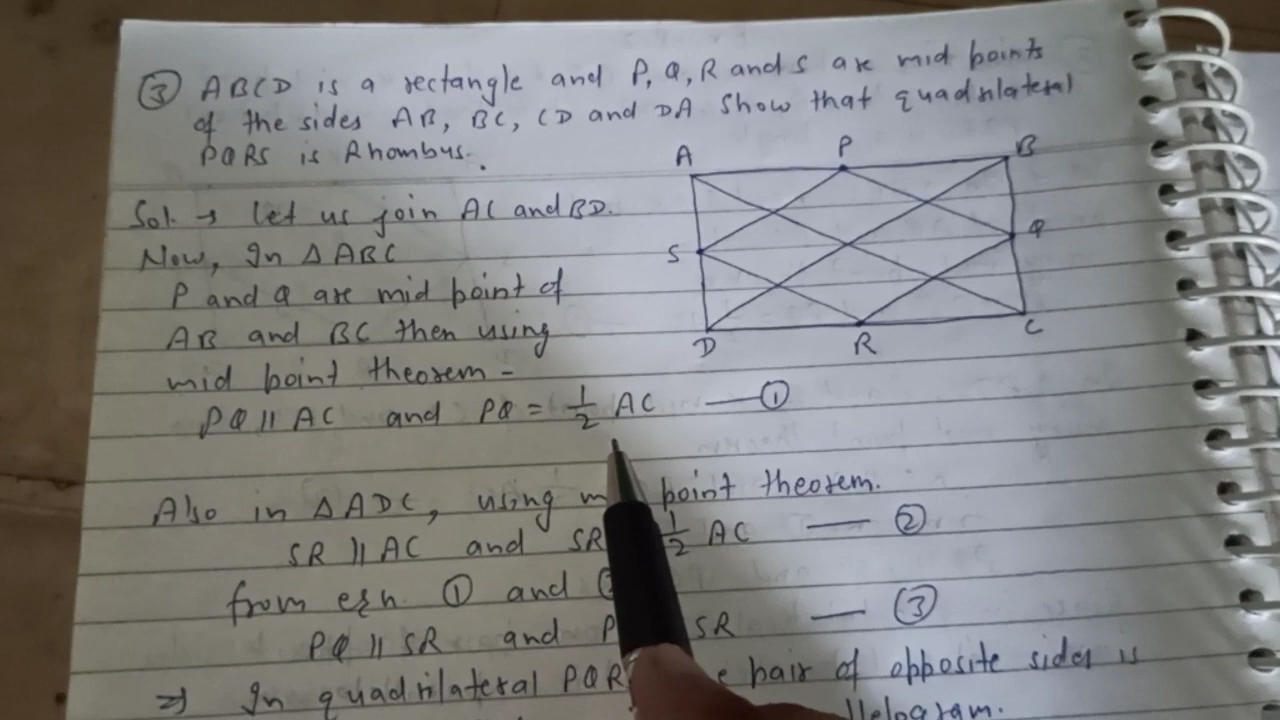 ③ ABCD is a rectangle and P, Q, R and S are mid points
of the sides AB, BC, CD and DA show that quadrilateral
PQRS is Rhombus.
A P B
Sol. → Let us join AC and BD.
Now, In △ABC
S Q
P and Q are mid point of
AB and BC then using
D R C
mid point theorem -
PQ || AC and PQ = 1/2 AC — ①
Also in △ADC, using point theorem.
SR || AC and SR 1/2 AC — ②
from eqn. ① and
PQ || SR and P SR — ③
⇒ In quadrilateral PQR pair of opposite sides is